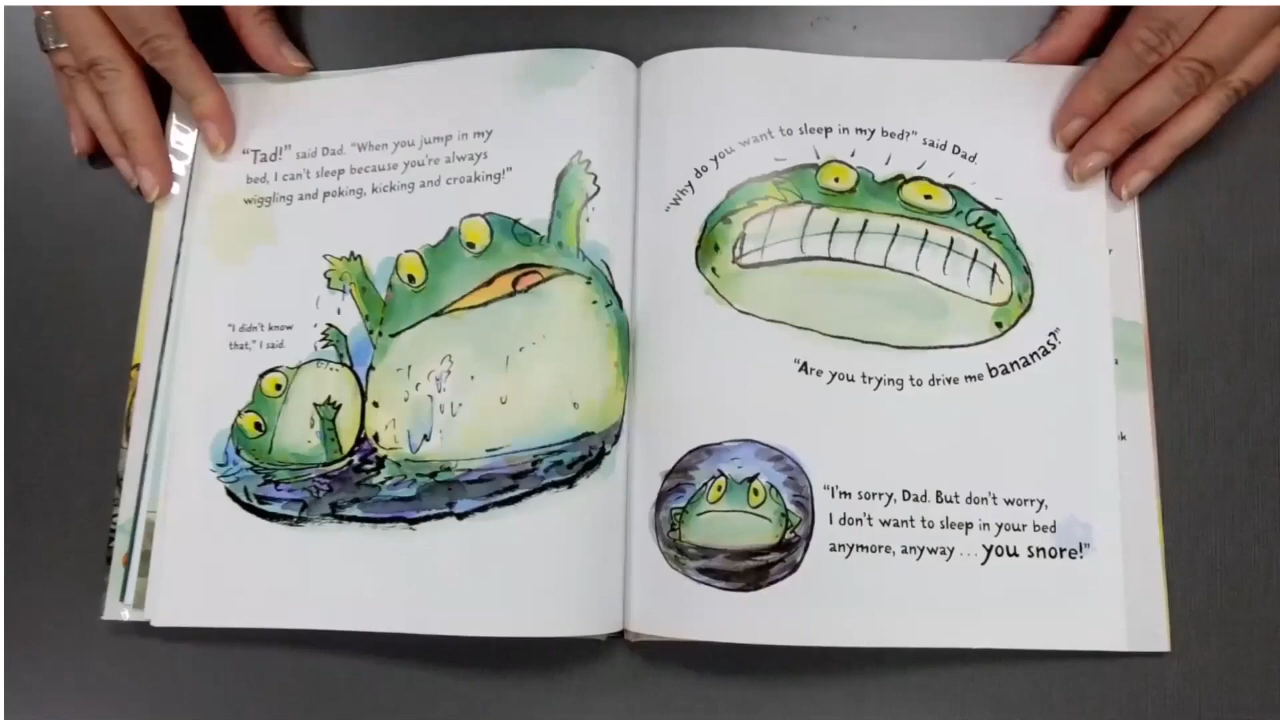 "Tad!" said Dad. "When you jump in my
bed, I can't sleep because you're always
wiggling and poking, kicking and croaking!"
"I didn't know
that," I said.
"Why do you want to sleep in my bed?" said Dad.
"Are you trying to drive me bananas?"
"I'm sorry, Dad. But don't worry,
I don't want to sleep in your bed
anymore, anyway ... you snore!"